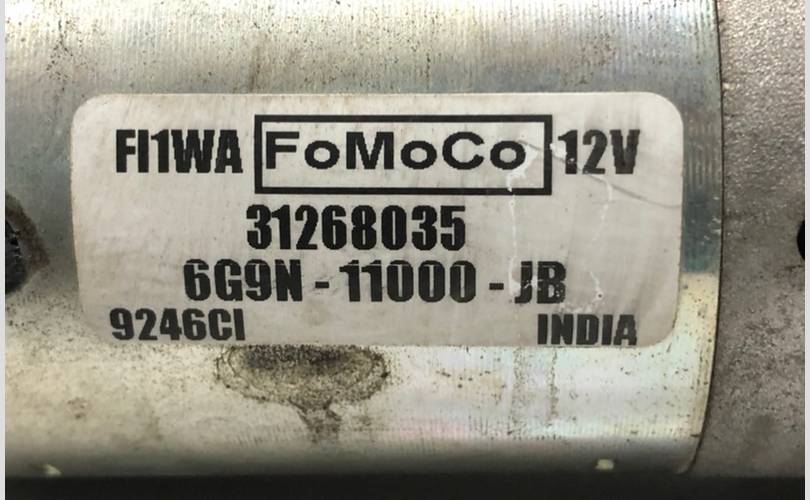 FI1WA FoMoCo 12V
31268035
6G9N - 11000 - JB
9246CI INDIA